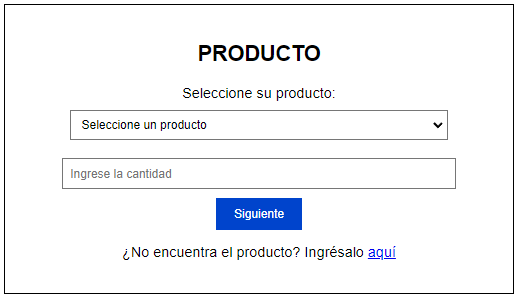 PRODUCTO
Seleccione su producto:
Seleccione un producto
Ingrese la cantidad
Siguiente
¿No encuentra el producto? Ingrésalo aquí